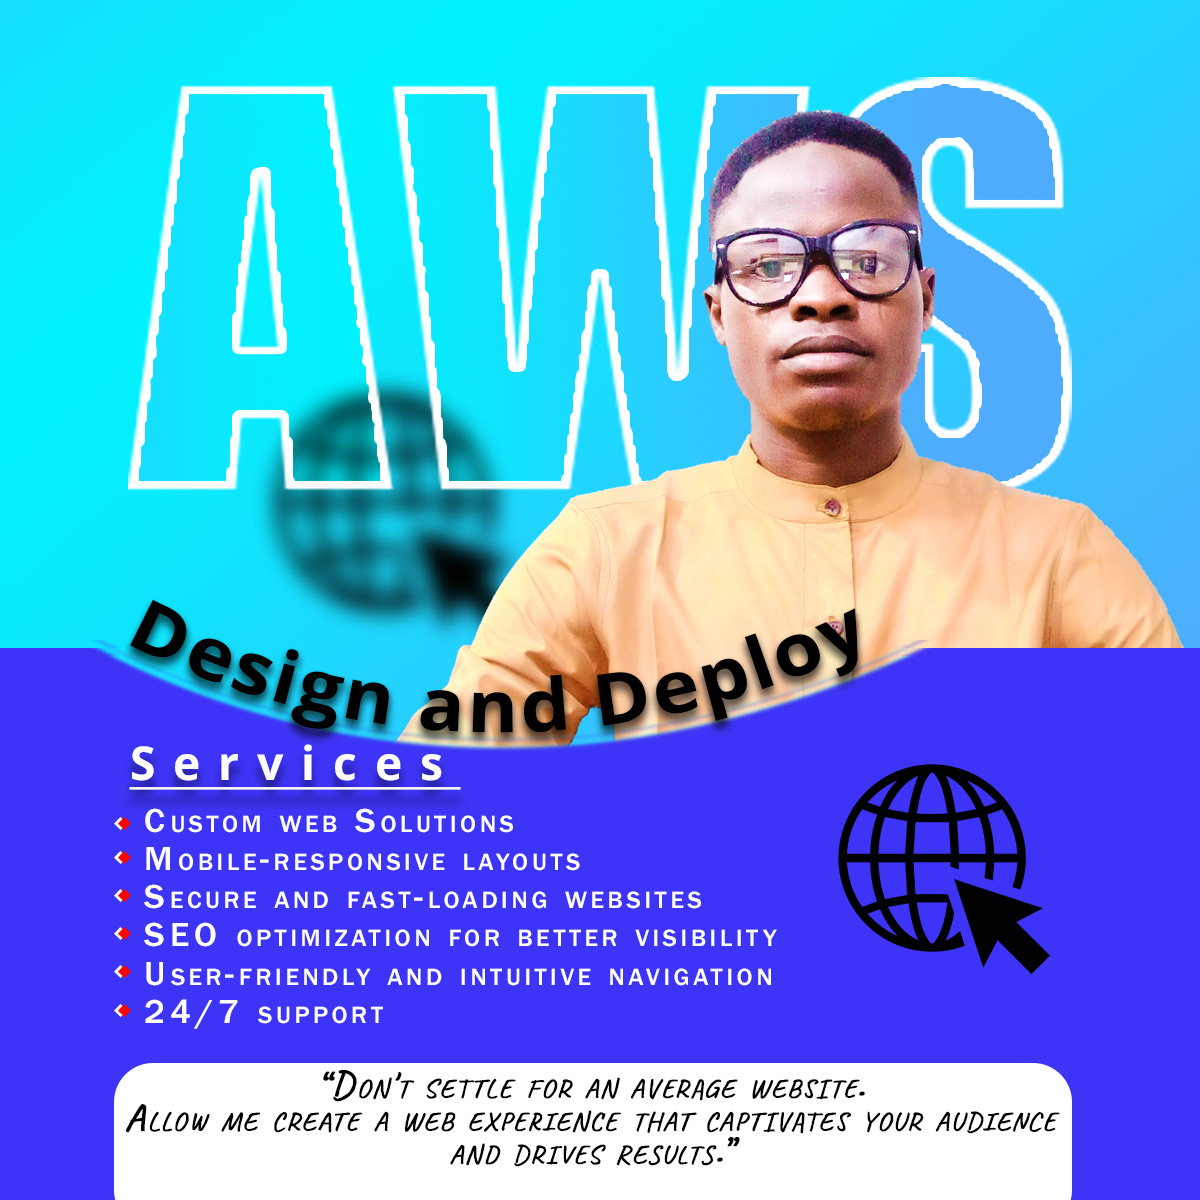 AWS
Design and Deploy
Services
Custom web Solutions
Mobile-responsive layouts
Secure and fast-loading websites
SEO optimization for better visibility
User-friendly and intuitive navigation
24/7 support
“Don't settle for an average website.
Allow me create a web experience that captivates your audience
and drives results.”